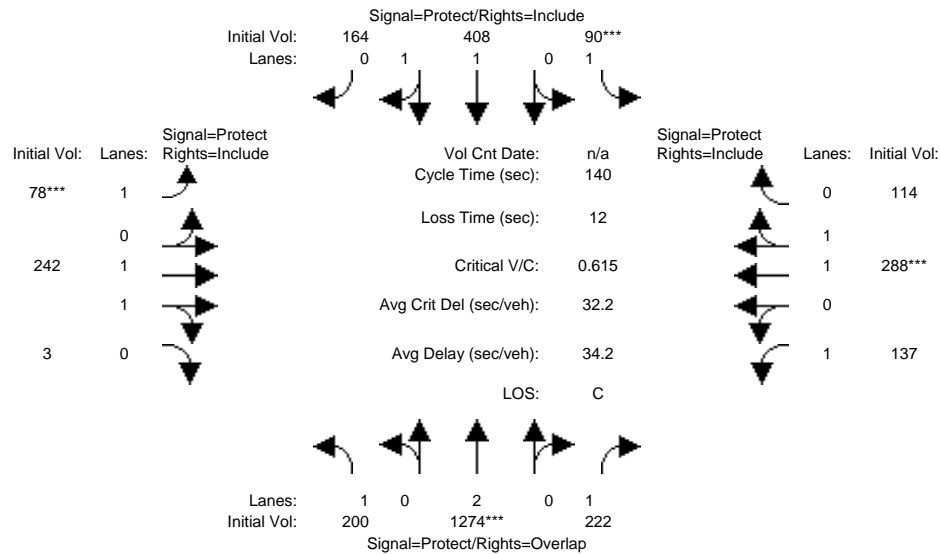 Signal=Protect/Rights=Include
Initial Vol: 164 408 90***
Lanes: 0 1 1 0 1
Signal=Protect Signal=Protect
Initial Vol: Lanes: Rights=Include Vol Cnt Date: n/a Rights=Include Lanes: Initial Vol:
Cycle Time (sec): 140
78*** 1 0 114
Loss Time (sec): 12
0 1
242 1 Critical V/C: 0.615 1 288***
1 Avg Crit Del (sec/veh): 32.2 0
3 0 Avg Delay (sec/veh): 34.2 1 137
LOS: C
Lanes: 1 0 2 0 1
Initial Vol: 200 1274*** 222
Signal=Protect/Rights=Overlap